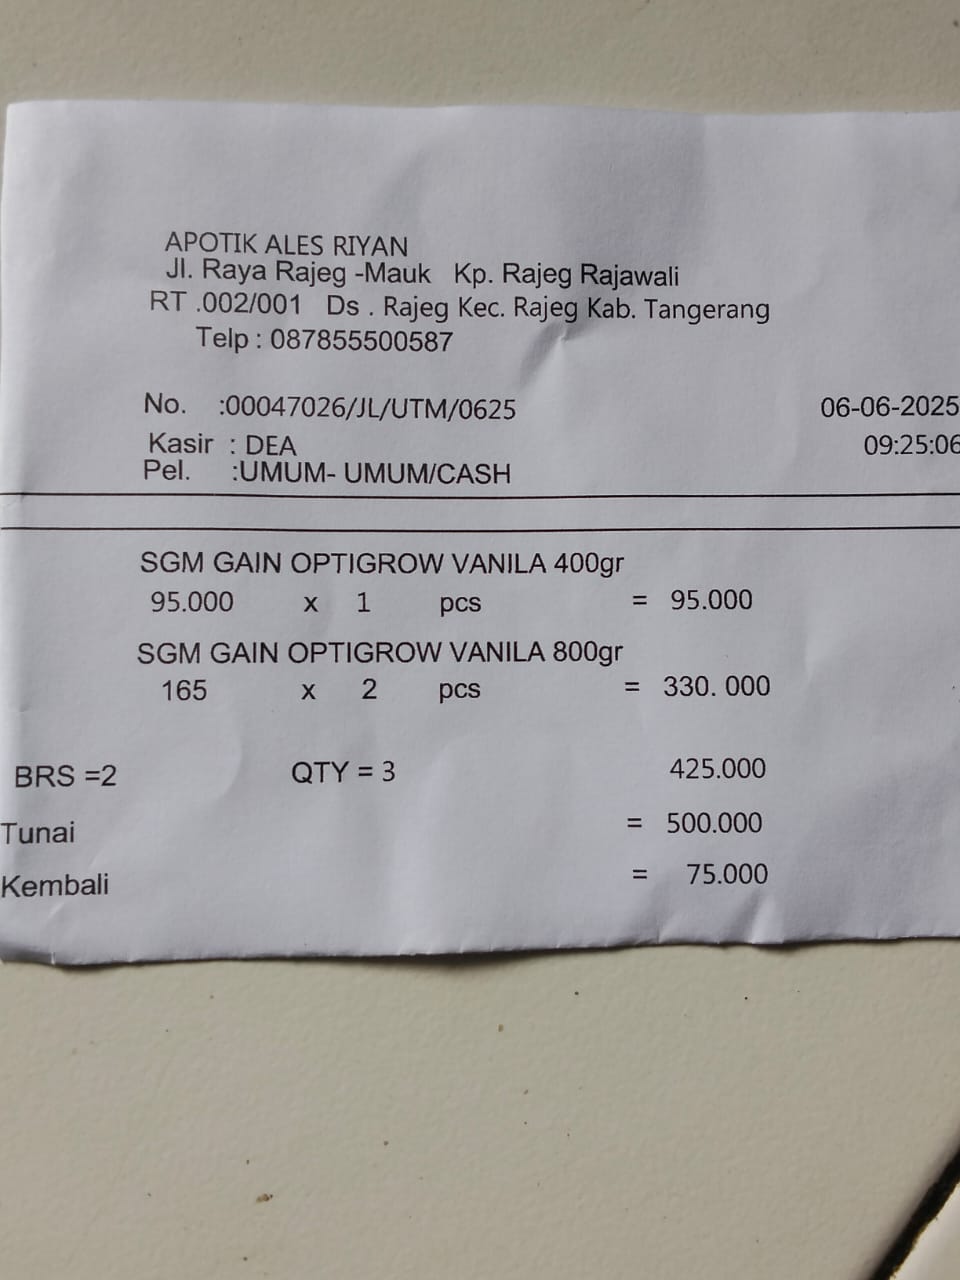 APOTIK ALES RIYAN
Jl. Raya Rajeg -Mauk Kp. Rajeg Rajawali
RT .002/001 Ds . Rajeg Kec. Rajeg Kab. Tangerang
Telp : 087855500587
No. :00047026/JL/UTM/0625 06-06-2025
Kasir : DEA 09:25:06
Pel. :UMUM- UMUM/CASH
SGM GAIN OPTIGROW VANILA 400gr
95.000 x 1 pcs = 95.000
SGM GAIN OPTIGROW VANILA 800gr
165 x 2 pcs = 330. 000
BRS =2 QTY = 3 425.000
Tunai = 500.000
Kembali = 75.000